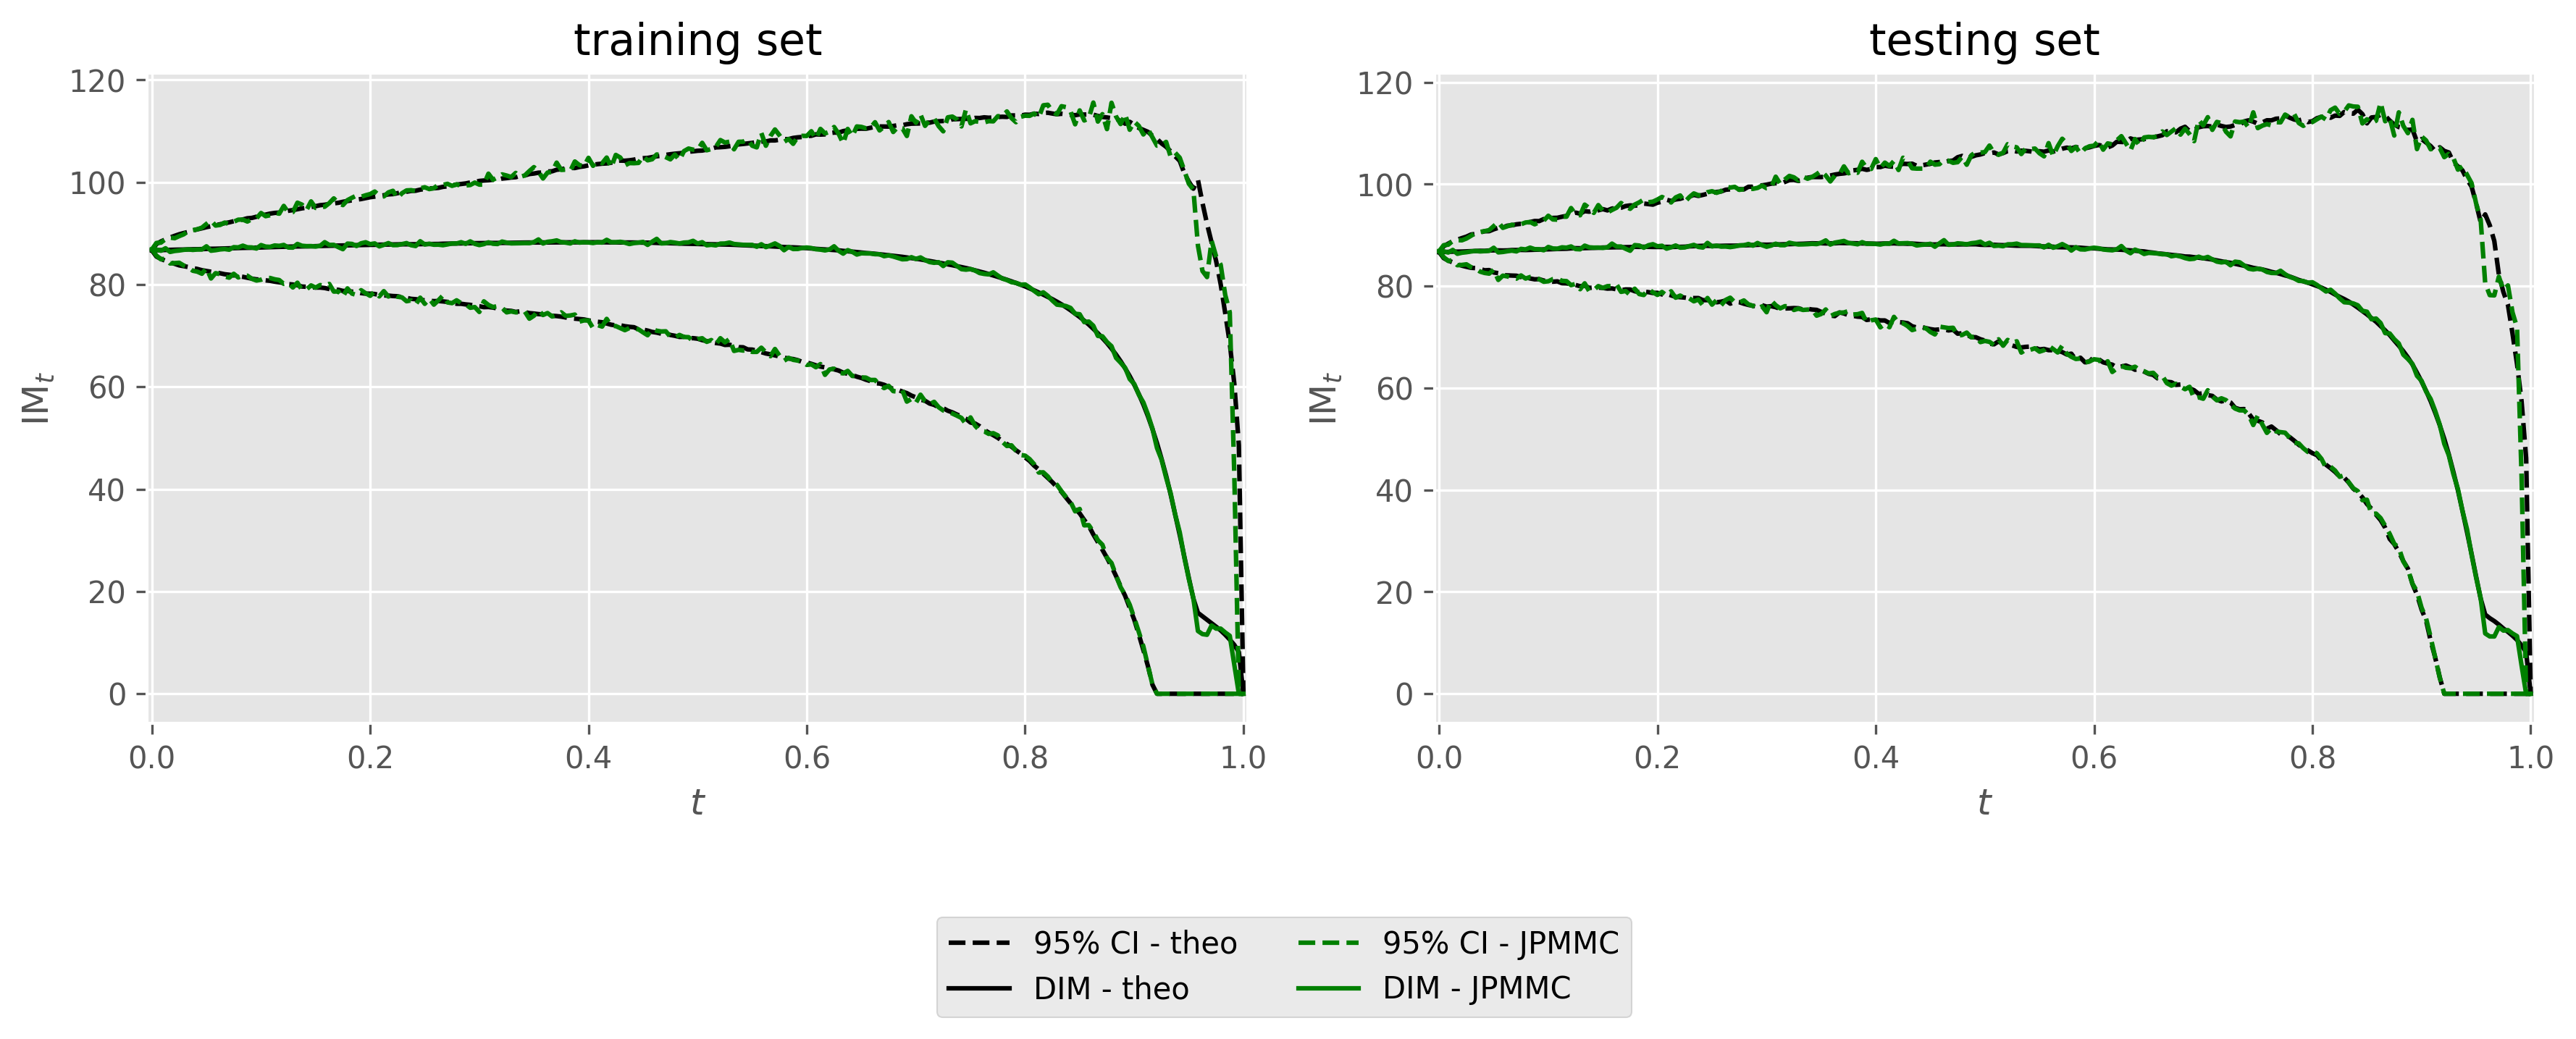 training set
testing set
120
100
80
60
40
20
0
IM_t
0.0 0.2 0.4 0.6 0.8 1.0
t
120
100
80
60
40
20
0
IM_t
0.0 0.2 0.4 0.6 0.8 1.0
t
95% CI - theo
DIM - theo
95% CI - JPMMC
DIM - JPMMC